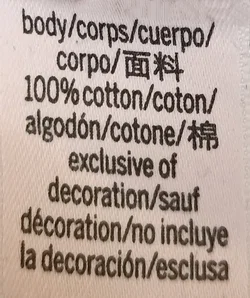 body/corps/cuerpo/
corpo/面料
100% cotton/coton/
algodón/cotone/棉
exclusive of
decoration/sauf
décoration/no incluye
la decoración/esclusa